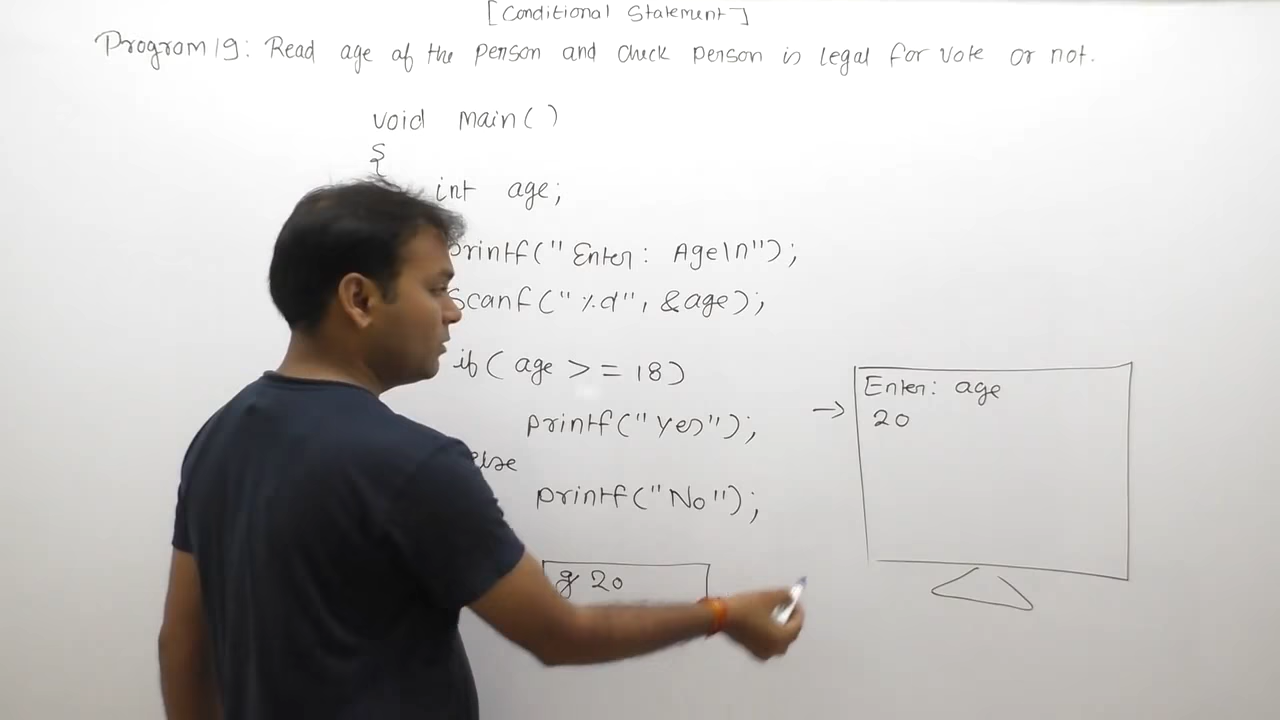 [Conditional Statement]
Program 19: Read age of the person and check person is legal for vote or not.
void main( )
{
int age;
printf(" Enter: Age\n");
Scanf(" %d", &age);
if( age >= 18)
printf(" Yes");
else
printf("No");
Enter: age
20
20